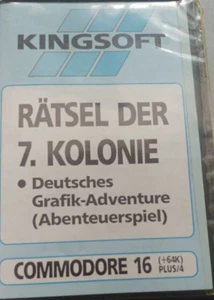 KINGSOFT
RÄTSEL DER
7. KOLONIE
• Deutsches
Grafik-Adventure
(Abenteuerspiel)
COMMODORE 16 (+64K)
PLUS/4